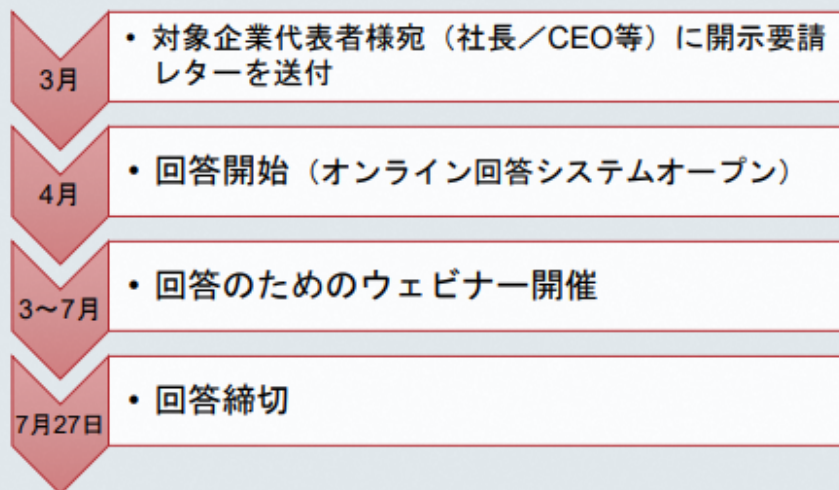 3月
• 対象企業代表者様宛（社長／CEO等）に開示要請
レターを送付
4月
• 回答開始（オンライン回答システムオープン）
3～7月
• 回答のためのウェビナー開催
7月27日
• 回答締切